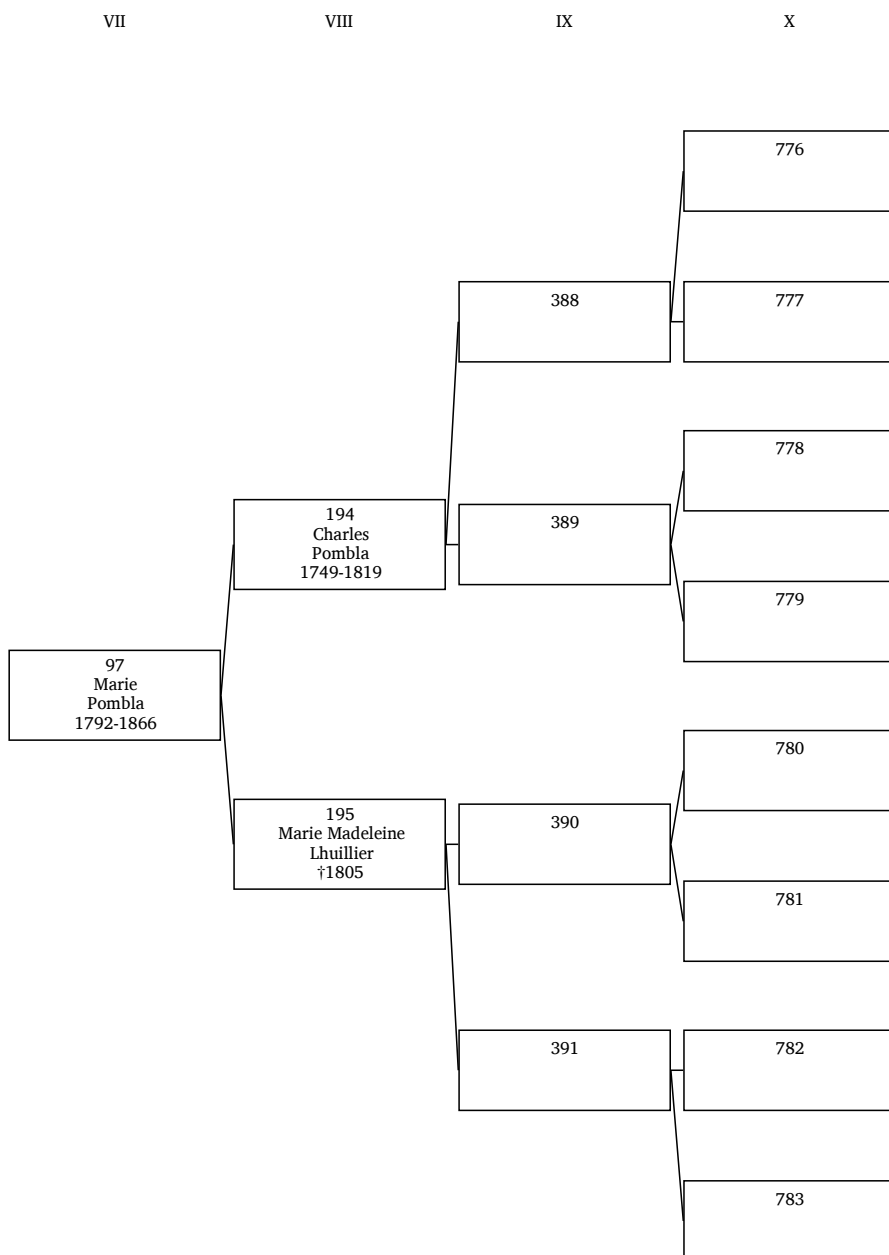 VII VIII IX X
776
388
777
778
194
Charles
Pombla
1749-1819
389
779
97
Marie
Pombla
1792-1866
780
195
Marie Madeleine
Lhuillier
†1805
390
781
391
782
783